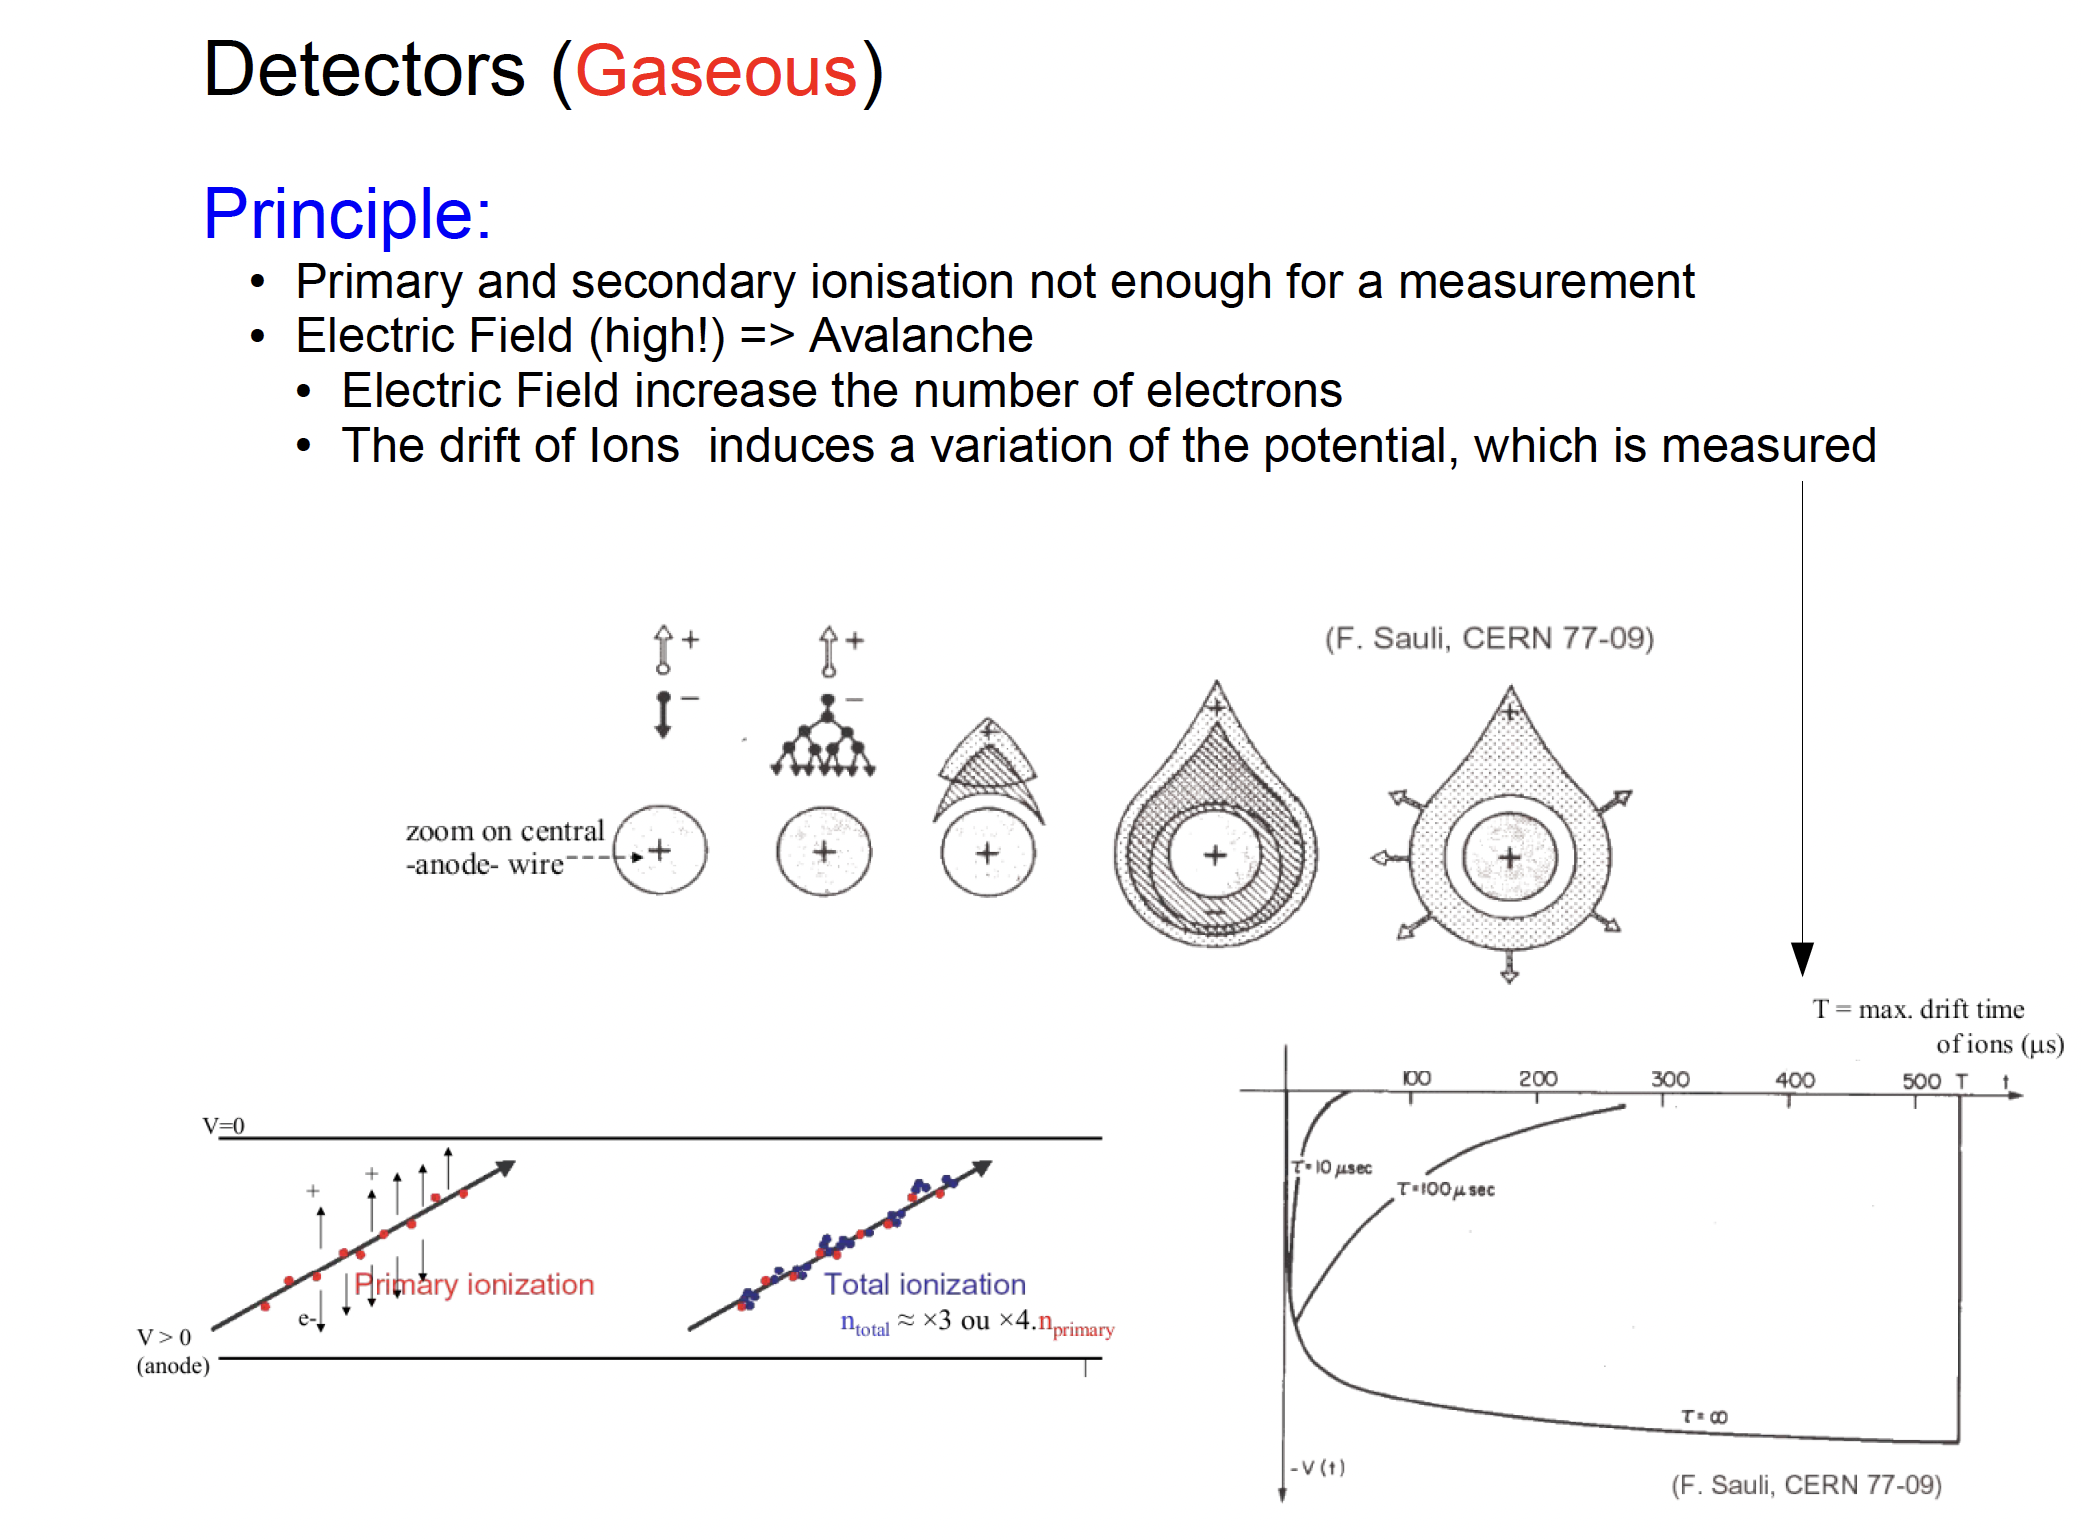 Detectors (Gaseous)
Principle:
• Primary and secondary ionisation not enough for a measurement
• Electric Field (high!) => Avalanche
• Electric Field increase the number of electrons
• The drift of Ions induces a variation of the potential, which is measured
(F. Sauli, CERN 77-09)
+ +
− −
+ + +
zoom on central
-anode- wire
+ + + + +
−
T = max. drift time
of ions (µs)
100 200 300 400 500 T t
V=0
+ +
τ=10 µsec
τ=100 µsec
Primary ionization
Total ionization
e-
n_total ≈ ×3 ou ×4.n_primary
V > 0
(anode)
τ=∞
-V(t)
(F. Sauli, CERN 77-09)